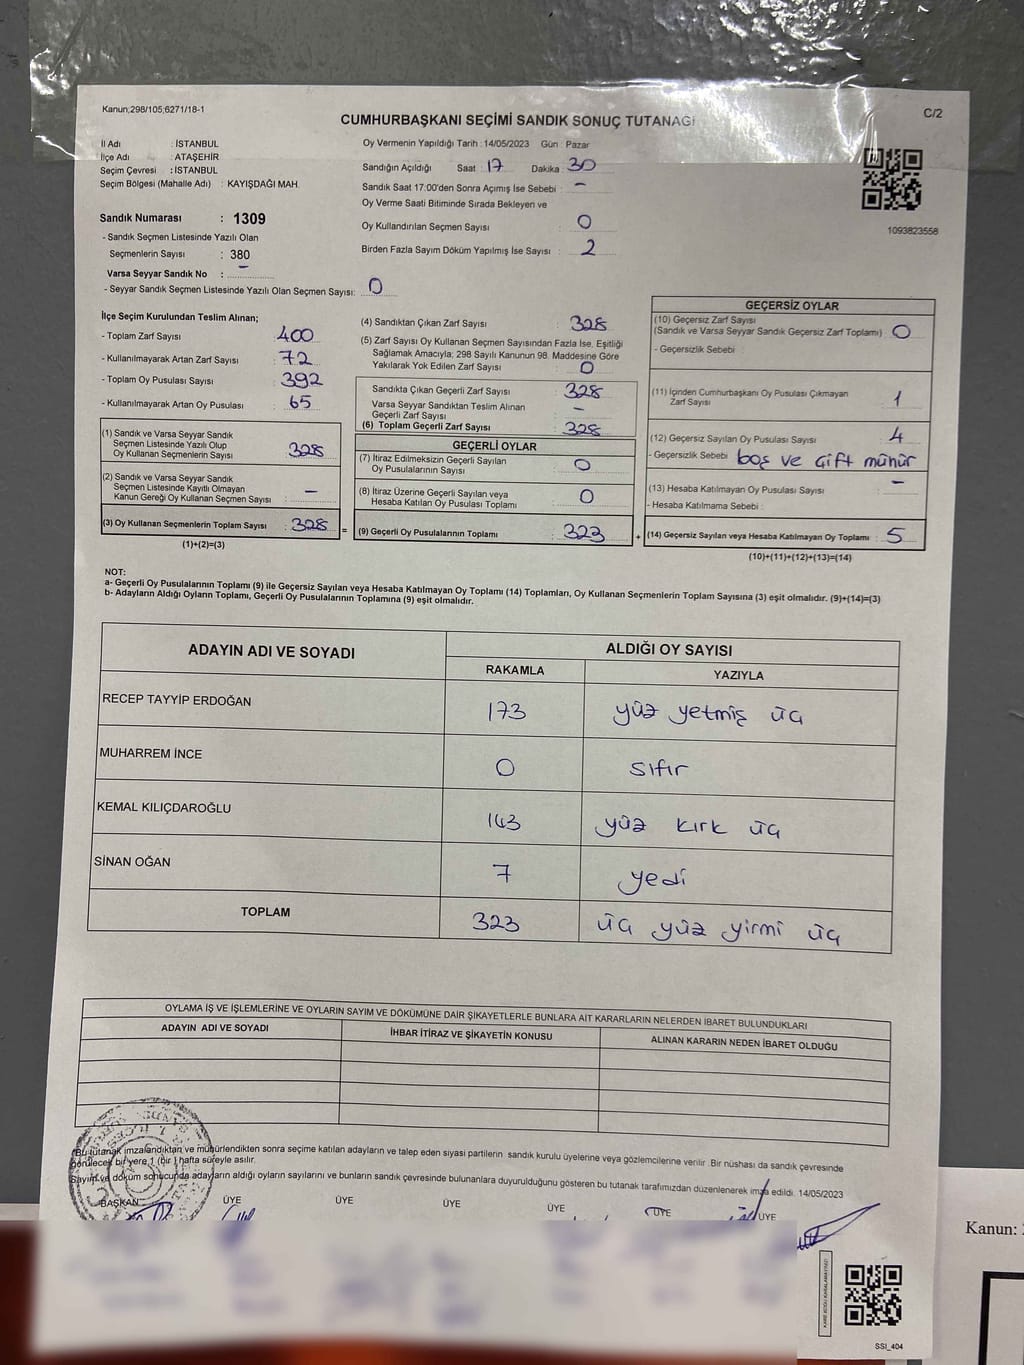 Kanun;298/105;6271/18-1
C/2
CUMHURBAŞKANI SEÇİMİ SANDIK SONUÇ TUTANAĞI
İl Adı : İSTANBUL
İlçe Adı : ATAŞEHİR
Seçim Çevresi : İSTANBUL
Seçim Bölgesi (Mahalle Adı) : KAYIŞDAĞI MAH.
Sandık Numarası : 1309
- Sandık Seçmen Listesinde Yazılı Olan
Seçmenlerin Sayısı : 380
Varsa Seyyar Sandık No : -
- Seyyar Sandık Seçmen Listesinde Yazılı Olan Seçmen Sayısı: 0
Oy Vermenin Yapıldığı Tarih : 14/05/2023 Gün : Pazar
Sandığın Açıldığı Saat : 17 Dakika : 30
Sandık Saat 17:00'den Sonra Açımış İse Sebebi : -
Oy Verme Saati Bitiminde Sırada Bekleyen ve
Oy Kullandırılan Seçmen Sayısı : 0
Birden Fazla Sayım Döküm Yapılmış İse Sayısı : 2
1093823558
İlçe Seçim Kurulundan Teslim Alınan;
- Toplam Zarf Sayısı : 400
- Kullanılmayarak Artan Zarf Sayısı : 72
- Toplam Oy Pusulası Sayısı : 392
- Kullanılmayarak Artan Oy Pusulası : 65
(1) Sandık ve Varsa Seyyar Sandık
Seçmen Listesinde Yazılı Olup
Oy Kullanan Seçmenlerin Sayısı : 328
(2) Sandık ve Varsa Seyyar Sandık
Seçmen Listesinde Kayıtlı Olmayan
Kanun Gereği Oy Kullanan Seçmen Sayısı : -
(3) Oy Kullanan Seçmenlerin Toplam Sayısı : 328
(1)+(2)=(3)
=
(4) Sandıktan Çıkan Zarf Sayısı : 328
(5) Zarf Sayısı Oy Kullanan Seçmen Sayısından Fazla İse, Eşitliği
Sağlamak Amacıyla; 298 Sayılı Kanunun 98. Maddesine Göre
Yakılarak Yok Edilen Zarf Sayısı : 0
Sandıkta Çıkan Geçerli Zarf Sayısı : 328
Varsa Seyyar Sandıktan Teslim Alınan
Geçerli Zarf Sayısı : -
(6) Toplam Geçerli Zarf Sayısı : 328
GEÇERLİ OYLAR
(7) İtiraz Edilmeksizin Geçerli Sayılan
Oy Pusulalarının Sayısı : 0
(8) İtiraz Üzerine Geçerli Sayılan veya
Hesaba Katılan Oy Pusulası Toplamı : 0
(9) Geçerli Oy Pusulalarının Toplamı : 323
+
GEÇERSİZ OYLAR
(10) Geçersiz Zarf Sayısı
(Sandık ve Varsa Seyyar Sandık Geçersiz Zarf Toplamı) : 0
- Geçersizlik Sebebi
(11) İçinden Cumhurbaşkanı Oy Pusulası Çıkmayan
Zarf Sayısı : 1
(12) Geçersiz Sayılan Oy Pusulası Sayısı : 4
- Geçersizlik Sebebi : boş ve çift mühür
(13) Hesaba Katılmayan Oy Pusulası Sayısı : -
- Hesaba Katılmama Sebebi :
(14) Geçersiz Sayılan veya Hesaba Katılmayan Oy Toplamı : 5
(10)+(11)+(12)+(13)=(14)
NOT:
a- Geçerli Oy Pusulalarının Toplamı (9) ile Geçersiz Sayılan veya Hesaba Katılmayan Oy Toplamı (14) Toplamları, Oy Kullanan Seçmenlerin Toplam Sayısına (3) eşit olmalıdır. (9)+(14)=(3)
b- Adayların Aldığı Oyların Toplamı, Geçerli Oy Pusulalarının Toplamına (9) eşit olmalıdır.
ADAYIN ADI VE SOYADI
ALDIĞI OY SAYISI
RAKAMLA YAZIYLA
RECEP TAYYİP ERDOĞAN 173 yüz yetmiş üç
MUHARREM İNCE 0 sıfır
KEMAL KILIÇDAROĞLU 143 yüz kırk üç
SİNAN OĞAN 7 yedi
TOPLAM 323 üç yüz yirmi üç
OYLAMA İŞ VE İŞLEMLERİNE VE OYLARIN SAYIM VE DÖKÜMÜNE DAİR ŞİKAYETLERLE BUNLARA AİT KARARLARIN NELERDEN İBARET BULUNDUKLARI
ADAYIN ADI VE SOYADI İHBAR İTİRAZ VE ŞİKAYETİN KONUSU ALINAN KARARIN NEDEN İBARET OLDUĞU
Bu tutanak imzalandıktan ve mühürlendikten sonra seçime katılan adayların ve talep eden siyasi partilerin sandık kurulu üyelerine veya gözlemcilerine verilir. Bir nüshası da sandık çevresinde
görülecek bir yere 1 (bir) hafta süreyle asılır.
Sayım ve döküm sonucunda adayların aldığı oyların sayılarını ve bunların sandık çevresinde bulunanlara duyurulduğunu gösteren bu tutanak tarafımızdan düzenlenerek imza edildi. 14/05/2023
BAŞKAN ÜYE ÜYE ÜYE ÜYE ÜYE ÜYE
SSI_404
Kanun: